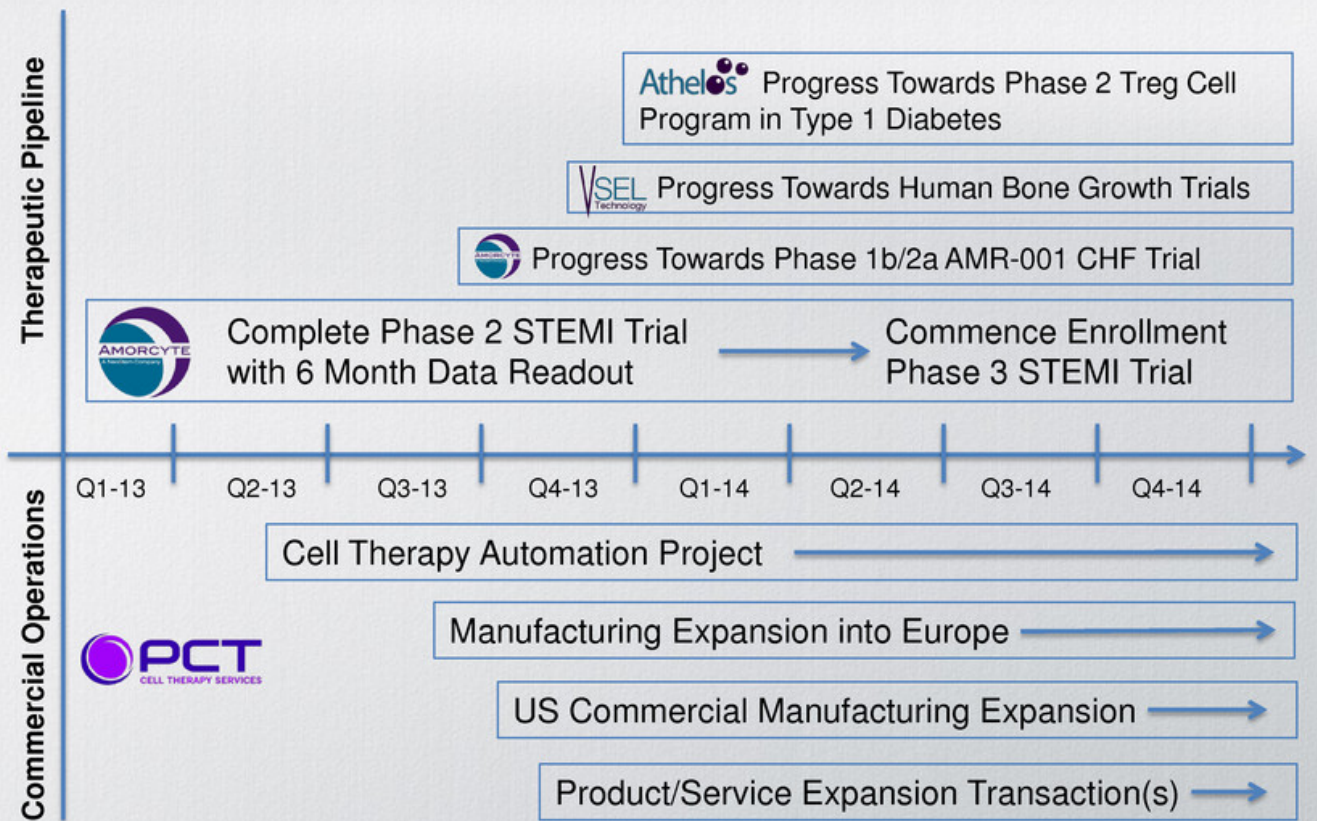 Therapeutic Pipeline
Athelos Progress Towards Phase 2 Treg Cell
Program in Type 1 Diabetes
VSEL Technology Progress Towards Human Bone Growth Trials
AMORCYTE Progress Towards Phase 1b/2a AMR-001 CHF Trial
AMORCYTE
A NeoStem Company
Complete Phase 2 STEMI Trial
with 6 Month Data Readout
Commence Enrollment
Phase 3 STEMI Trial
Q1-13 Q2-13 Q3-13 Q4-13 Q1-14 Q2-14 Q3-14 Q4-14
Commercial Operations
Cell Therapy Automation Project
Manufacturing Expansion into Europe
PCT
CELL THERAPY SERVICES
US Commercial Manufacturing Expansion
Product/Service Expansion Transaction(s)